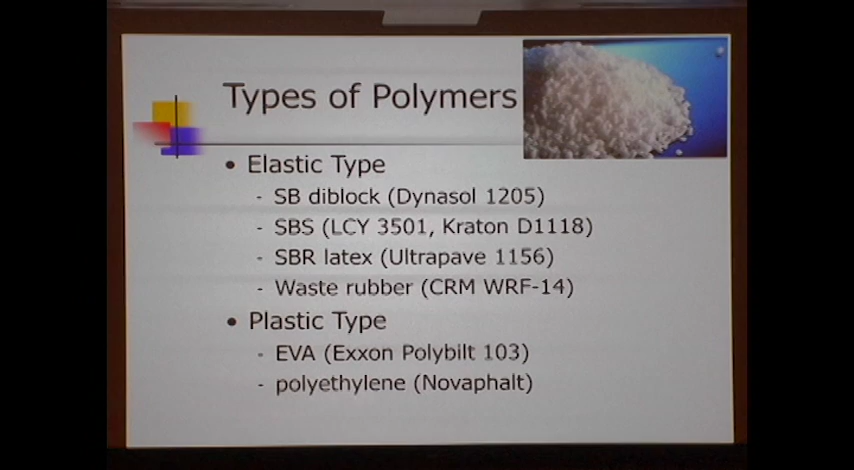 Types of Polymers
• Elastic Type
- SB diblock (Dynasol 1205)
- SBS (LCY 3501, Kraton D1118)
- SBR latex (Ultrapave 1156)
- Waste rubber (CRM WRF-14)
• Plastic Type
- EVA (Exxon Polybilt 103)
- polyethylene (Novaphalt)